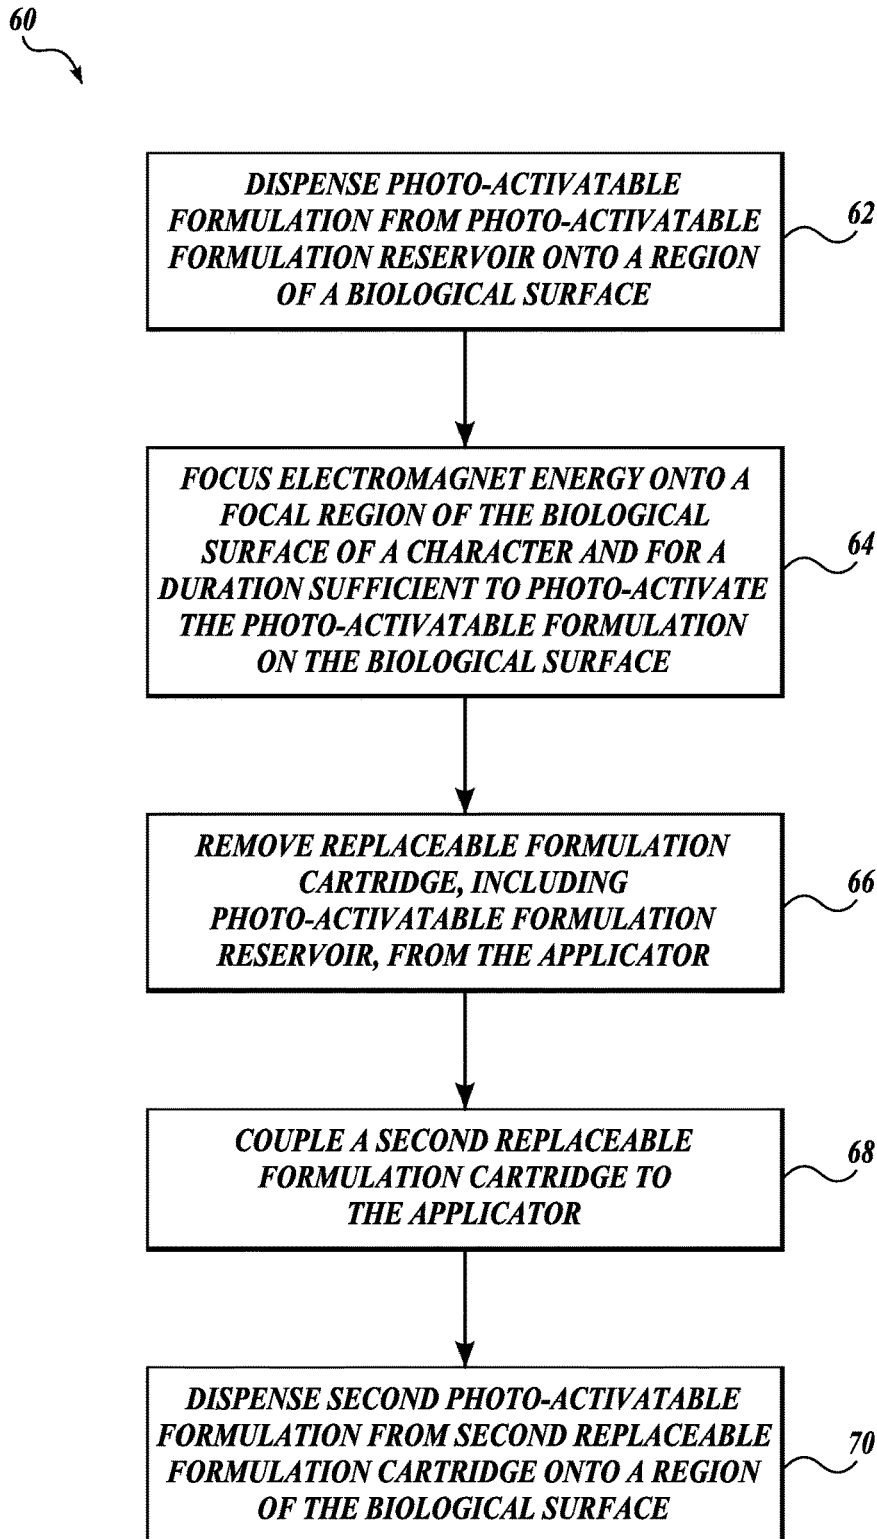 60
DISPENSE PHOTO-ACTIVATABLE
FORMULATION FROM PHOTO-ACTIVATABLE
FORMULATION RESERVOIR ONTO A REGION
OF A BIOLOGICAL SURFACE
62
FOCUS ELECTROMAGNET ENERGY ONTO A
FOCAL REGION OF THE BIOLOGICAL
SURFACE OF A CHARACTER AND FOR A
DURATION SUFFICIENT TO PHOTO-ACTIVATE
THE PHOTO-ACTIVATABLE FORMULATION
ON THE BIOLOGICAL SURFACE
64
REMOVE REPLACEABLE FORMULATION
CARTRIDGE, INCLUDING
PHOTO-ACTIVATABLE FORMULATION
RESERVOIR, FROM THE APPLICATOR
66
COUPLE A SECOND REPLACEABLE
FORMULATION CARTRIDGE TO
THE APPLICATOR
68
DISPENSE SECOND PHOTO-ACTIVATABLE
FORMULATION FROM SECOND REPLACEABLE
FORMULATION CARTRIDGE ONTO A REGION
OF THE BIOLOGICAL SURFACE
70